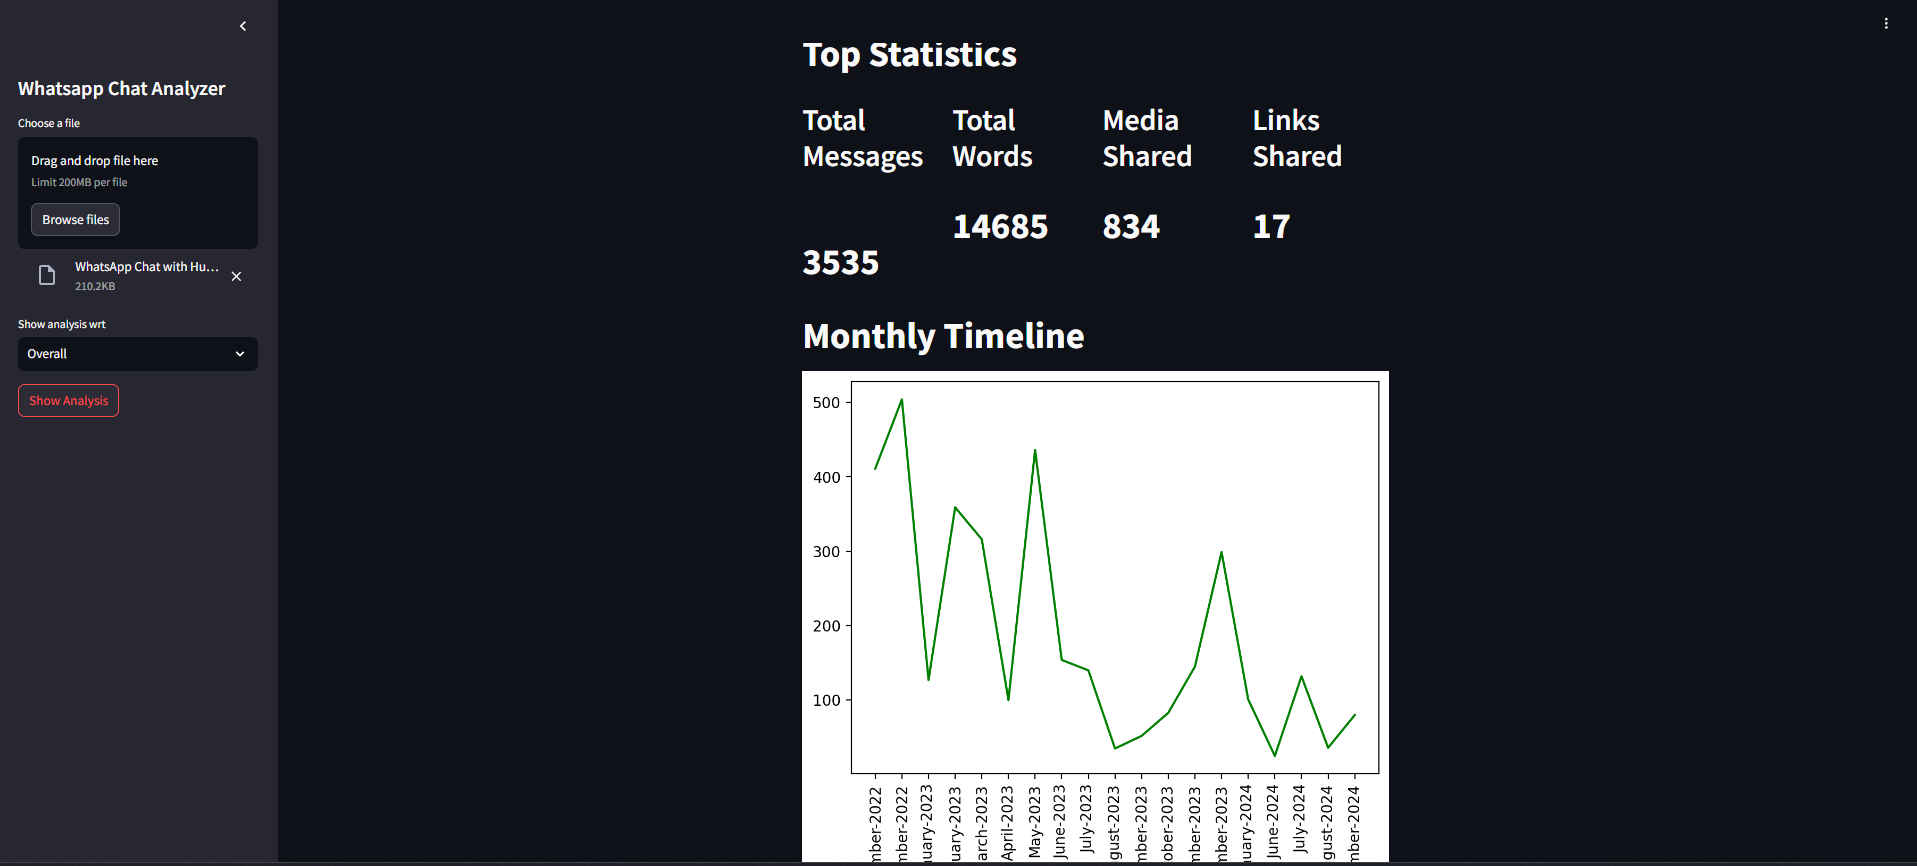 Whatsapp Chat Analyzer
Choose a file
Drag and drop file here
Limit 200MB per file
Browse files
WhatsApp Chat with Hu...
210.2KB
Show analysis wrt
Overall
Show Analysis
Top Statistics
Total Messages
3535
Total Words
14685
Media Shared
834
Links Shared
17
Monthly Timeline
500
400
300
200
100
mber-2022
mber-2022
uary-2023
uary-2023
arch-2023
April-2023
May-2023
June-2023
July-2023
gust-2023
mber-2023
ober-2023
mber-2023
mber-2023
uary-2024
June-2024
July-2024
gust-2024
mber-2024